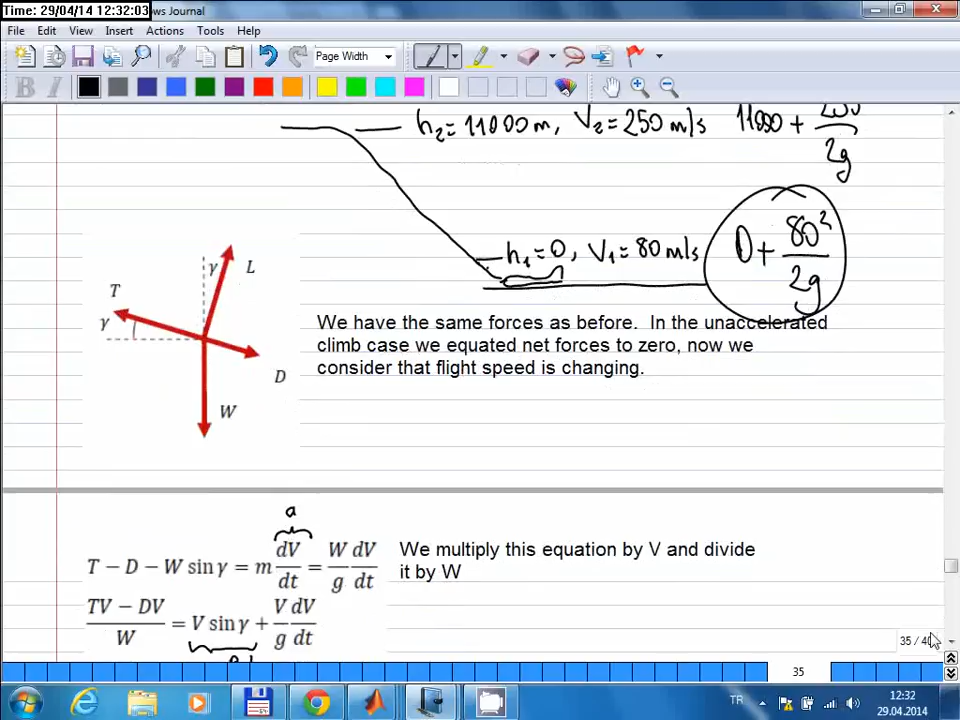 Time: 29/04/14 12:32:03
ws Journal
File Edit View Insert Actions Tools Help
Page Width
B I
h₂=11000 m, V₂=250 m/s 11000 +
2g
h₁=0, V₁=80 m/s 0 + 80²
2g
γ L
T
γ
D
W
We have the same forces as before. In the unaccelerated
climb case we equated net forces to zero, now we
consider that flight speed is changing.
a
T − D − W sin γ = m dV/dt = W/g dV/dt
We multiply this equation by V and divide
it by W
(TV − DV)/W = V sin γ + V/g dV/dt
35 / 40
35
TR
12:32
29.04.2014